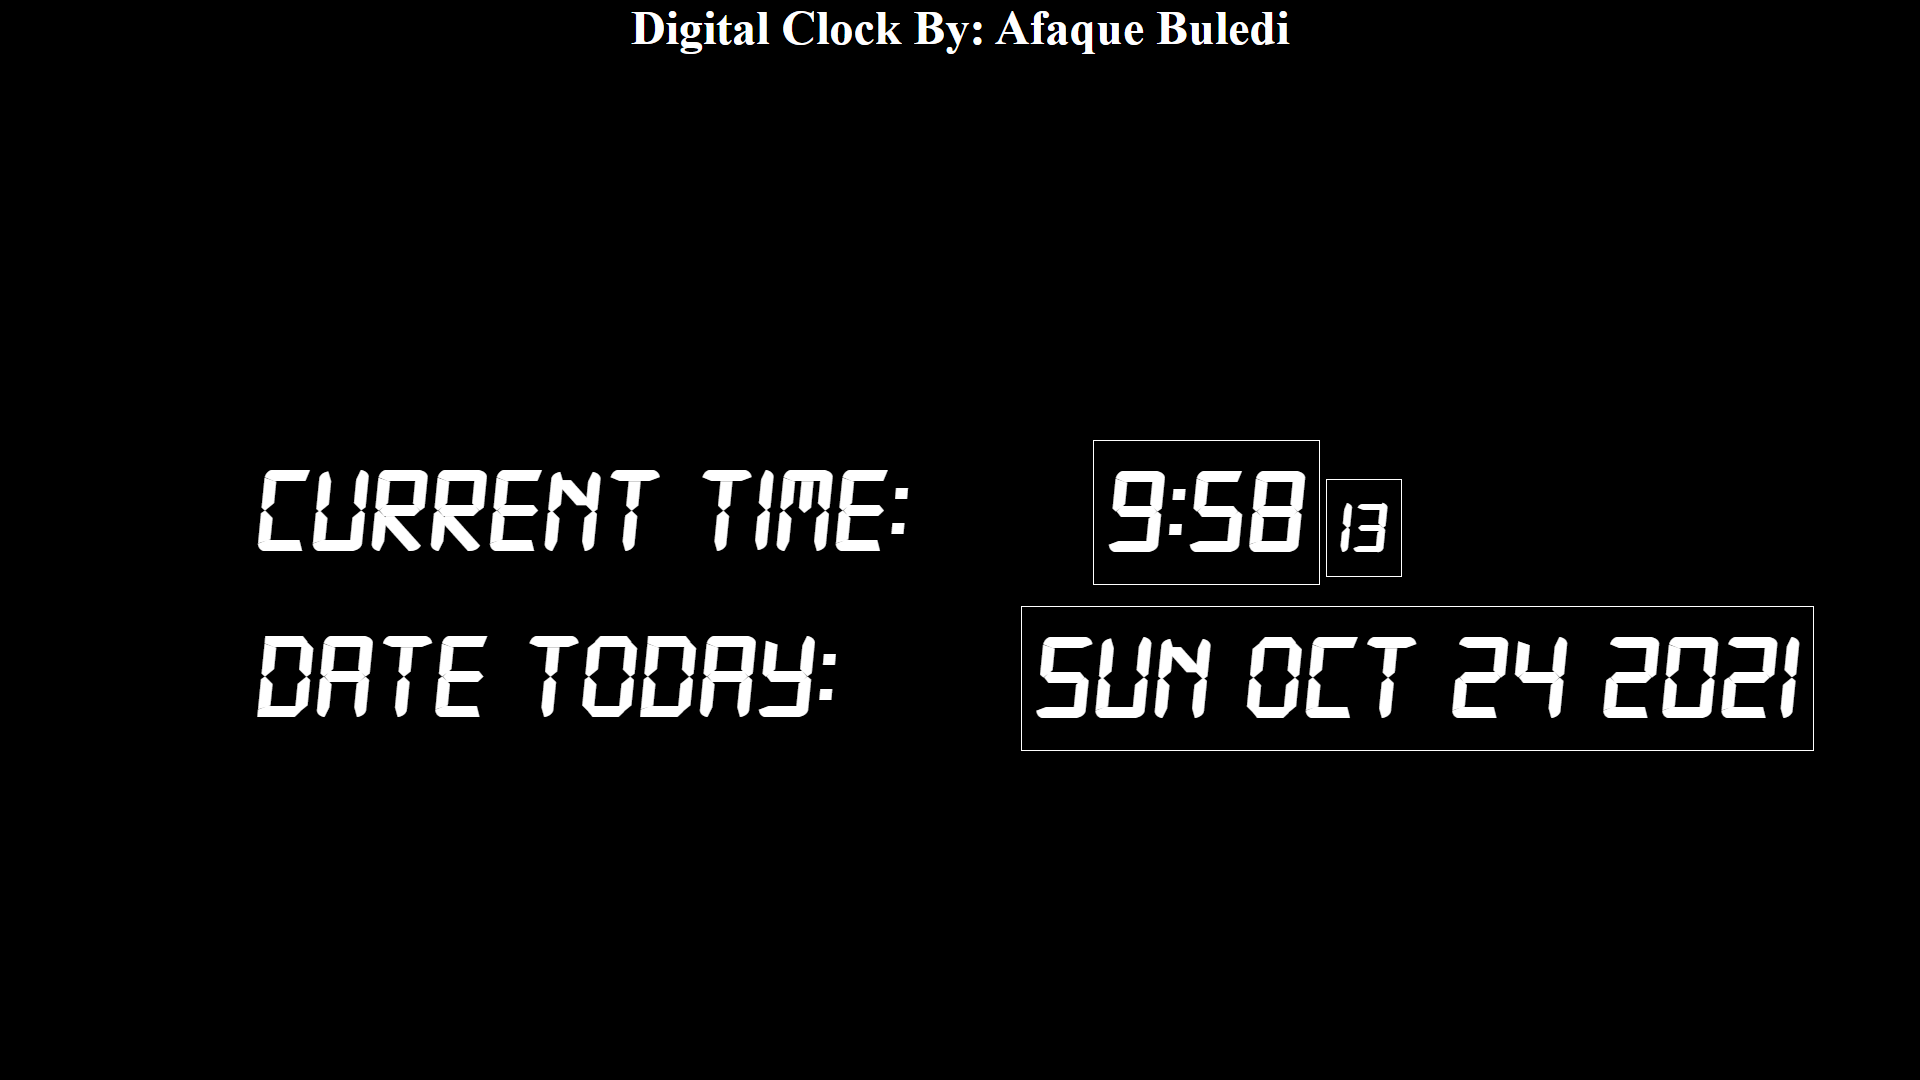 Digital Clock By: Afaque Buledi
CURRENT TIME: 9:58 13
DATE TODAY: SUN OCT 24 2021